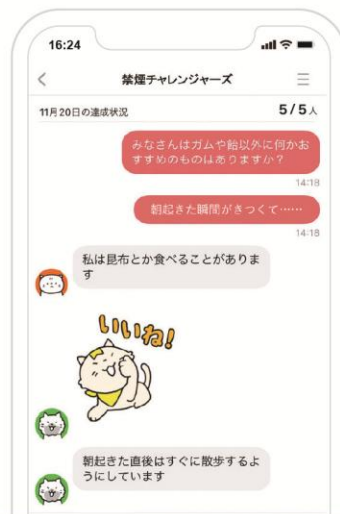 16:24
禁煙チャレンジャーズ
11月20日の達成状況 5/5人
みなさんはガムや飴以外に何かお
すすめのものはありますか？
14:18
朝起きた瞬間がきつくて……
14:18
私は昆布とか食べることがありま
す
いいね!
朝起きた直後はすぐに散歩するよ
うにしています